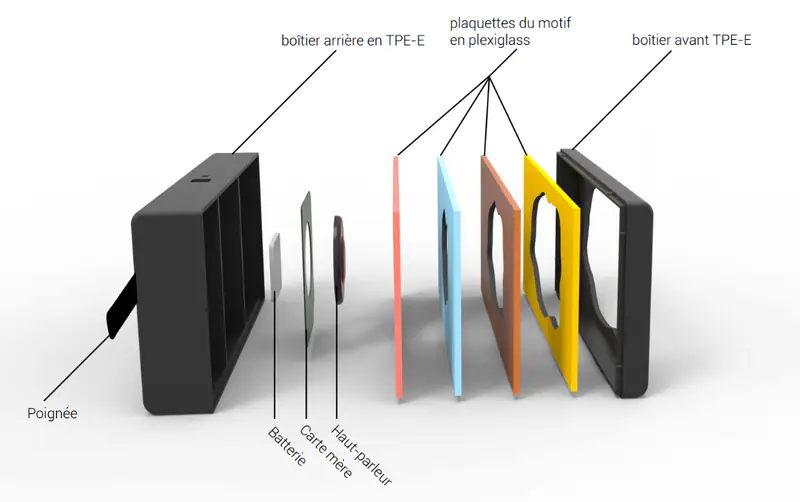 plaquettes du motif
en plexiglass
boîtier arrière en TPE-E
boîtier avant TPE-E
Poignée
Batterie
Carte mère
Haut-parleur